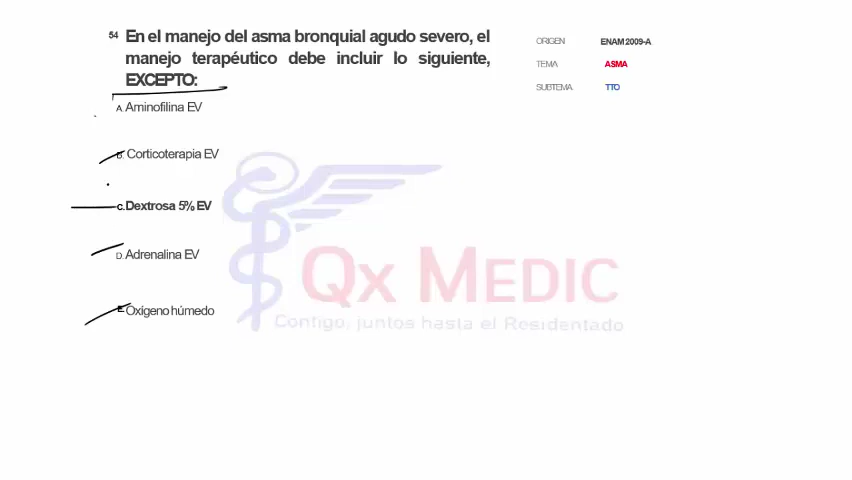 54 En el manejo del asma bronquial agudo severo, el
manejo terapéutico debe incluir lo siguiente,
EXCEPTO:
A. Aminofilina EV
B. Corticoterapia EV
C. Dextrosa 5% EV
D. Adrenalina EV
E. Oxígeno húmedo
ORIGEN ENAM 2009-A
TEMA ASMA
SUBTEMA TTO
Qx MEDIC
Contigo, juntos hasta el Residentado